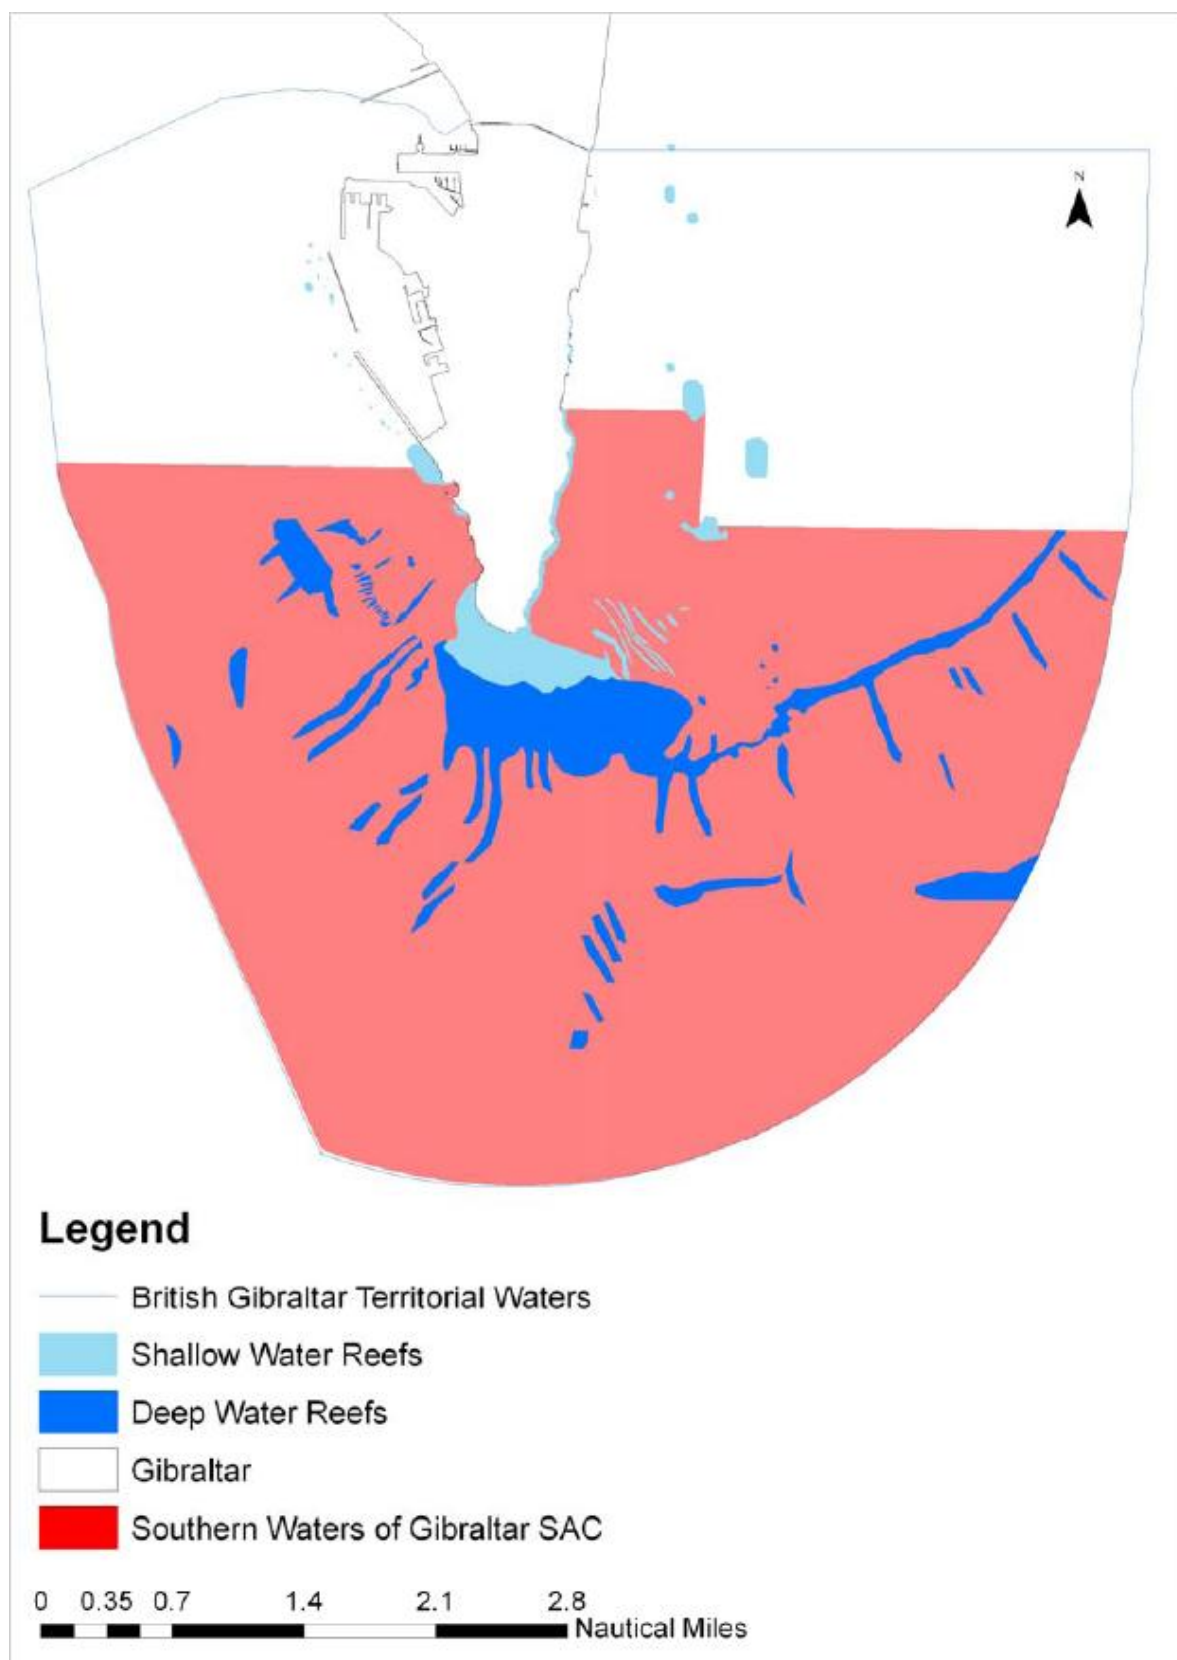 N
Legend
British Gibraltar Territorial Waters
Shallow Water Reefs
Deep Water Reefs
Gibraltar
Southern Waters of Gibraltar SAC
0 0.35 0.7 1.4 2.1 2.8
Nautical Miles